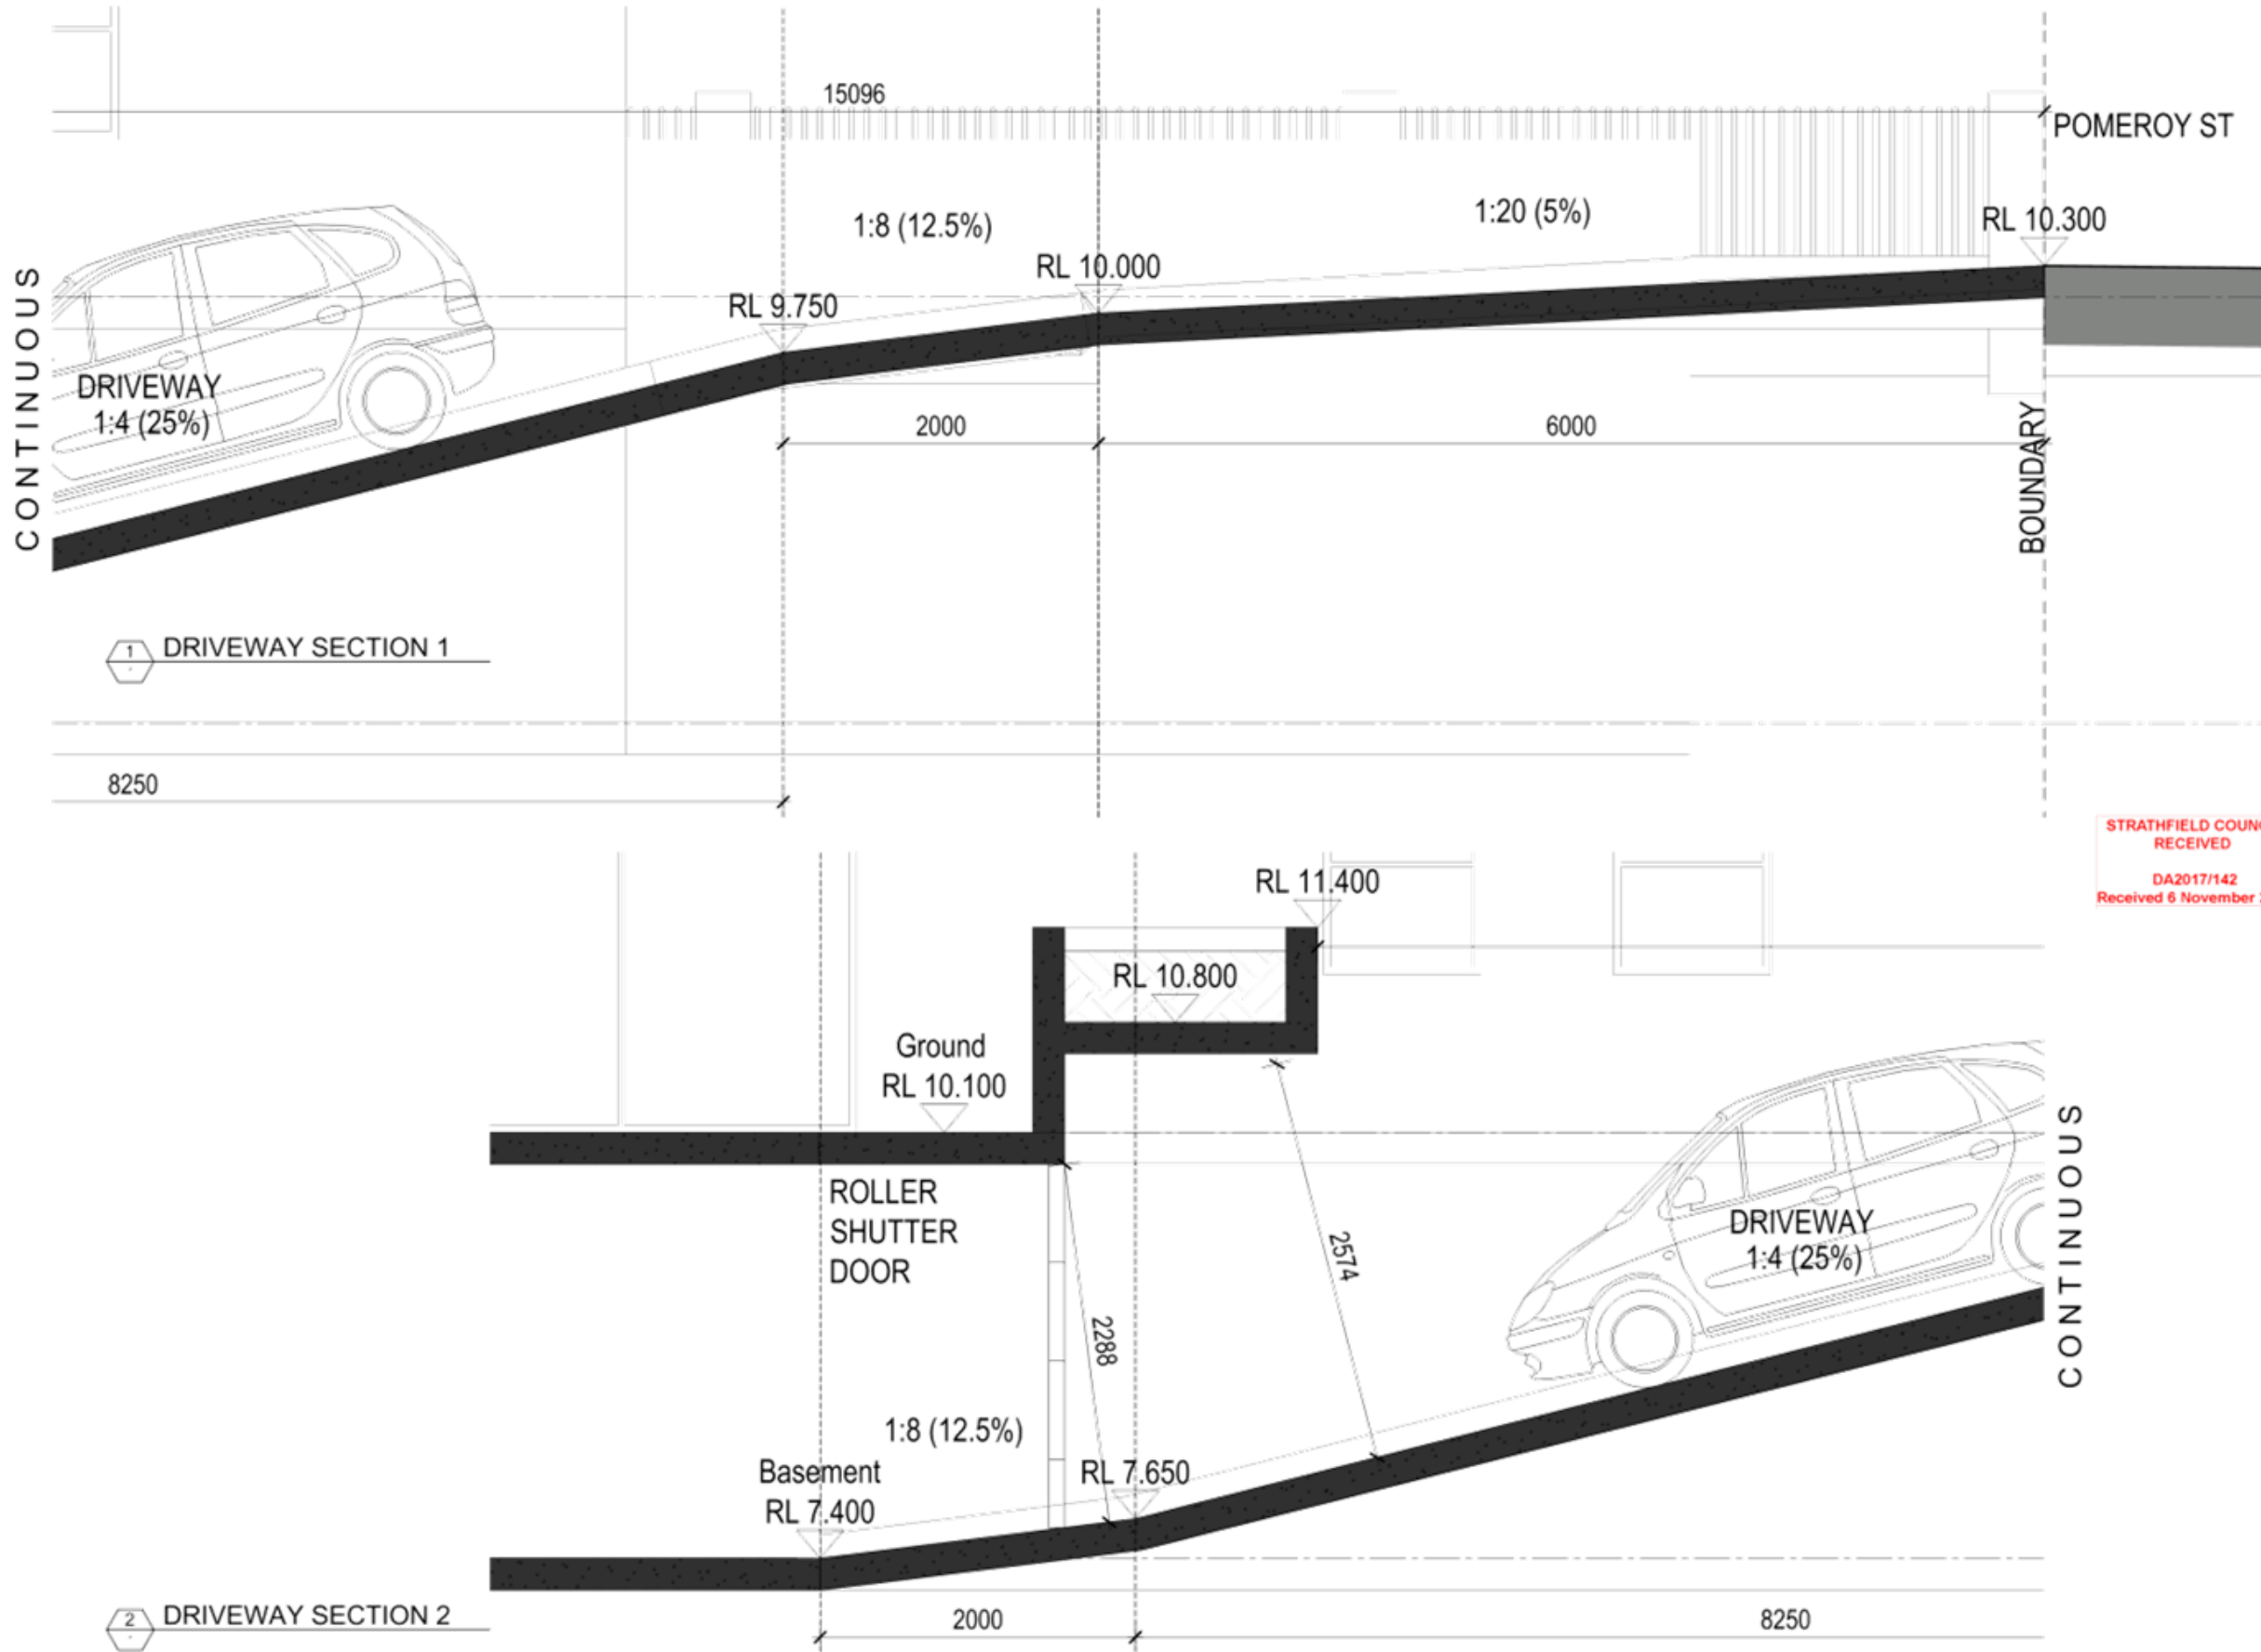 15096
POMEROY ST
1:8 (12.5%)
1:20 (5%)
RL 10.300
RL 10.000
RL 9.750
CONTINUOUS
DRIVEWAY
1:4 (25%)
2000
6000
BOUNDARY
1
DRIVEWAY SECTION 1
8250
STRATHFIELD
RECEIVED
DA2017/142
Received 6 November
RL 11.400
RL 10.800
Ground
RL 10.100
ROLLER
SHUTTER
DOOR
2574
2288
DRIVEWAY
1:4 (25%)
CONTINUOUS
1:8 (12.5%)
Basement
RL 7.400
RL 7.650
2
DRIVEWAY SECTION 2
2000
8250